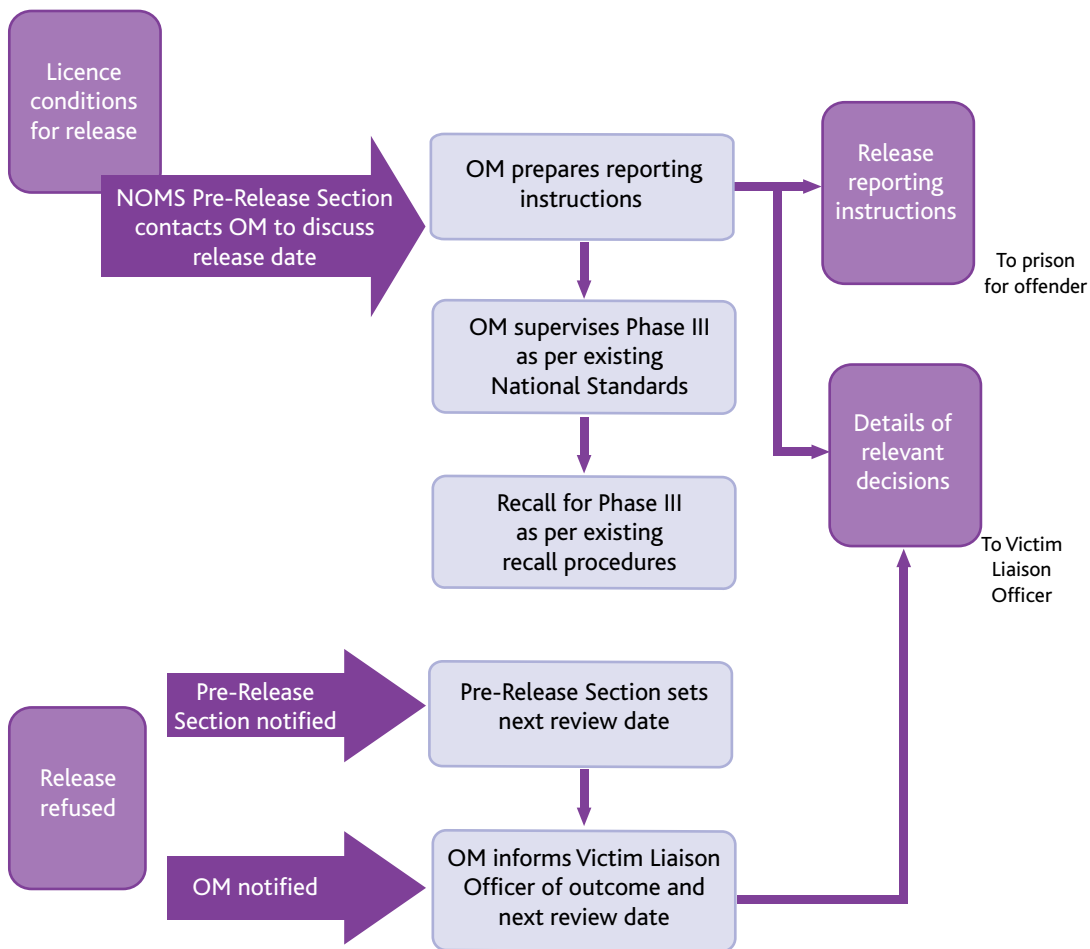 Licence
conditions
for release
NOMS Pre-Release Section
contacts OM to discuss
release date
OM prepares reporting
instructions
Release
reporting
instructions
To prison
for offender
OM supervises Phase III
as per existing
National Standards
Details of
relevant
decisions
To Victim
Liaison
Officer
Recall for Phase III
as per existing
recall procedures
Release
refused
Pre-Release
Section notified
Pre-Release Section sets
next review date
OM notified
OM informs Victim Liaison
Officer of outcome and
next review date